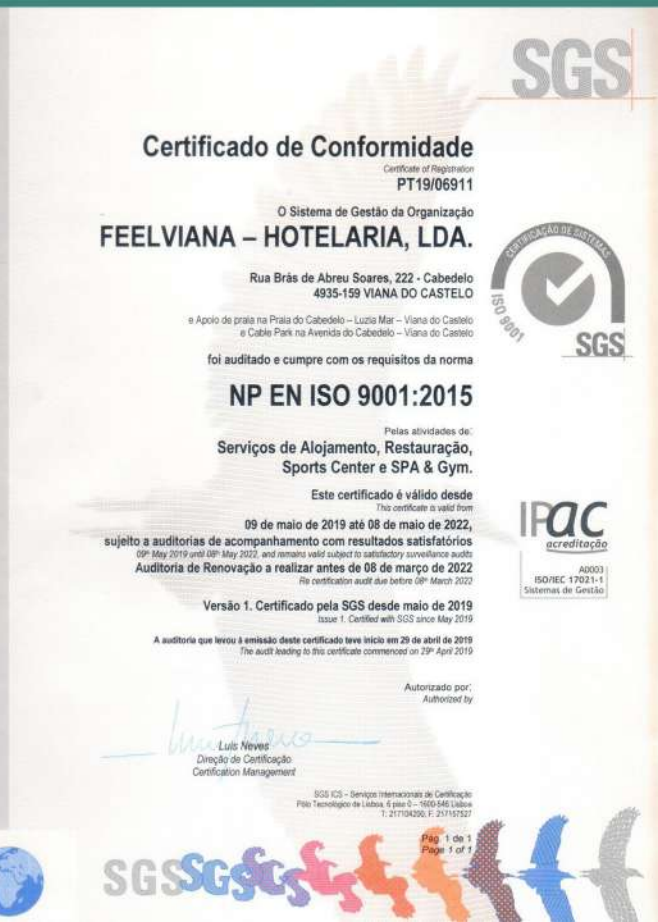 SGS
Certificado de Conformidade
Certificate of Registration
PT19/06911
O Sistema de Gestão da Organização
FEELVIANA – HOTELARIA, LDA.
Rua Brás de Abreu Soares, 222 - Cabedelo
4935-159 VIANA DO CASTELO
e Apoio de praia na Praia do Cabedelo – Luzia Mar – Viana do Castelo
e Cable Park na Avenida do Cabedelo – Viana do Castelo
foi auditado e cumpre com os requisitos da norma
NP EN ISO 9001:2015
CERTIFICAÇÃO DE SISTEMAS
ISO 9001
SGS
Pelas atividades de:
Serviços de Alojamento, Restauração,
Sports Center e SPA & Gym.
Este certificado é válido desde
This certificate is valid from
09 de maio de 2019 até 08 de maio de 2022,
sujeito a auditorias de acompanhamento com resultados satisfatórios
09th May 2019 until 08th May 2022, and remains valid subject to satisfactory surveillance audits
Auditoria de Renovação a realizar antes de 08 de março de 2022
Re certification audit due before 08th March 2022
Versão 1. Certificado pela SGS desde maio de 2019
Issue 1. Certified with SGS since May 2019
A auditoria que levou à emissão deste certificado teve início em 29 de abril de 2019
The audit leading to this certificate commenced on 29th April 2019
IPAC
acreditação
A0003
ISO/IEC 17021-1
Sistemas de Gestão
Autorizado por:
Authorized by
Luis Neves
Direção de Certificação
Certification Management
SGS ICS – Serviços Internacionais de Certificação
Pólo Tecnológico de Lisboa, 6 piso 0 – 1600-546 Lisboa
T: 217104200; F: 217157527
Pág. 1 de 1
Page 1 of 1
SGS SGS SGS